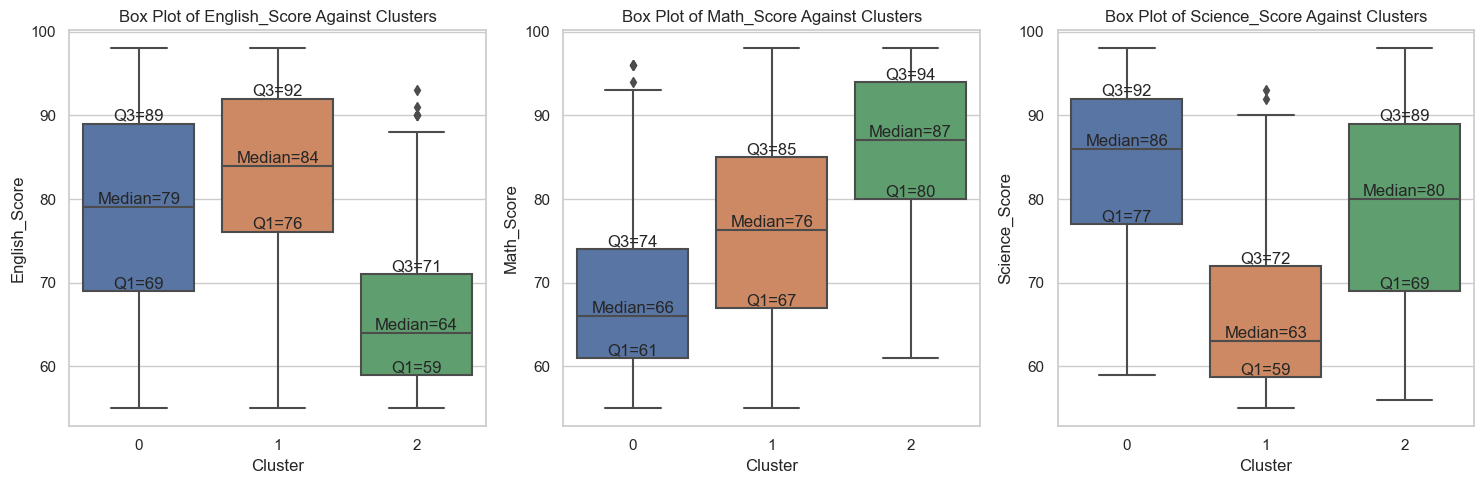 Box Plot of English_Score Against Clusters
English_Score
100
90
80
70
60
Q3=89
Median=79
Q1=69
Q3=92
Median=84
Q1=76
Q3=71
Median=64
Q1=59
0 1 2
Cluster
Box Plot of Math_Score Against Clusters
Math_Score
100
90
80
70
60
Q3=74
Median=66
Q1=61
Q3=85
Median=76
Q1=67
Q3=94
Median=87
Q1=80
0 1 2
Cluster
Box Plot of Science_Score Against Clusters
Science_Score
100
90
80
70
60
Q3=92
Median=86
Q1=77
Q3=72
Median=63
Q1=59
Q3=89
Median=80
Q1=69
0 1 2
Cluster